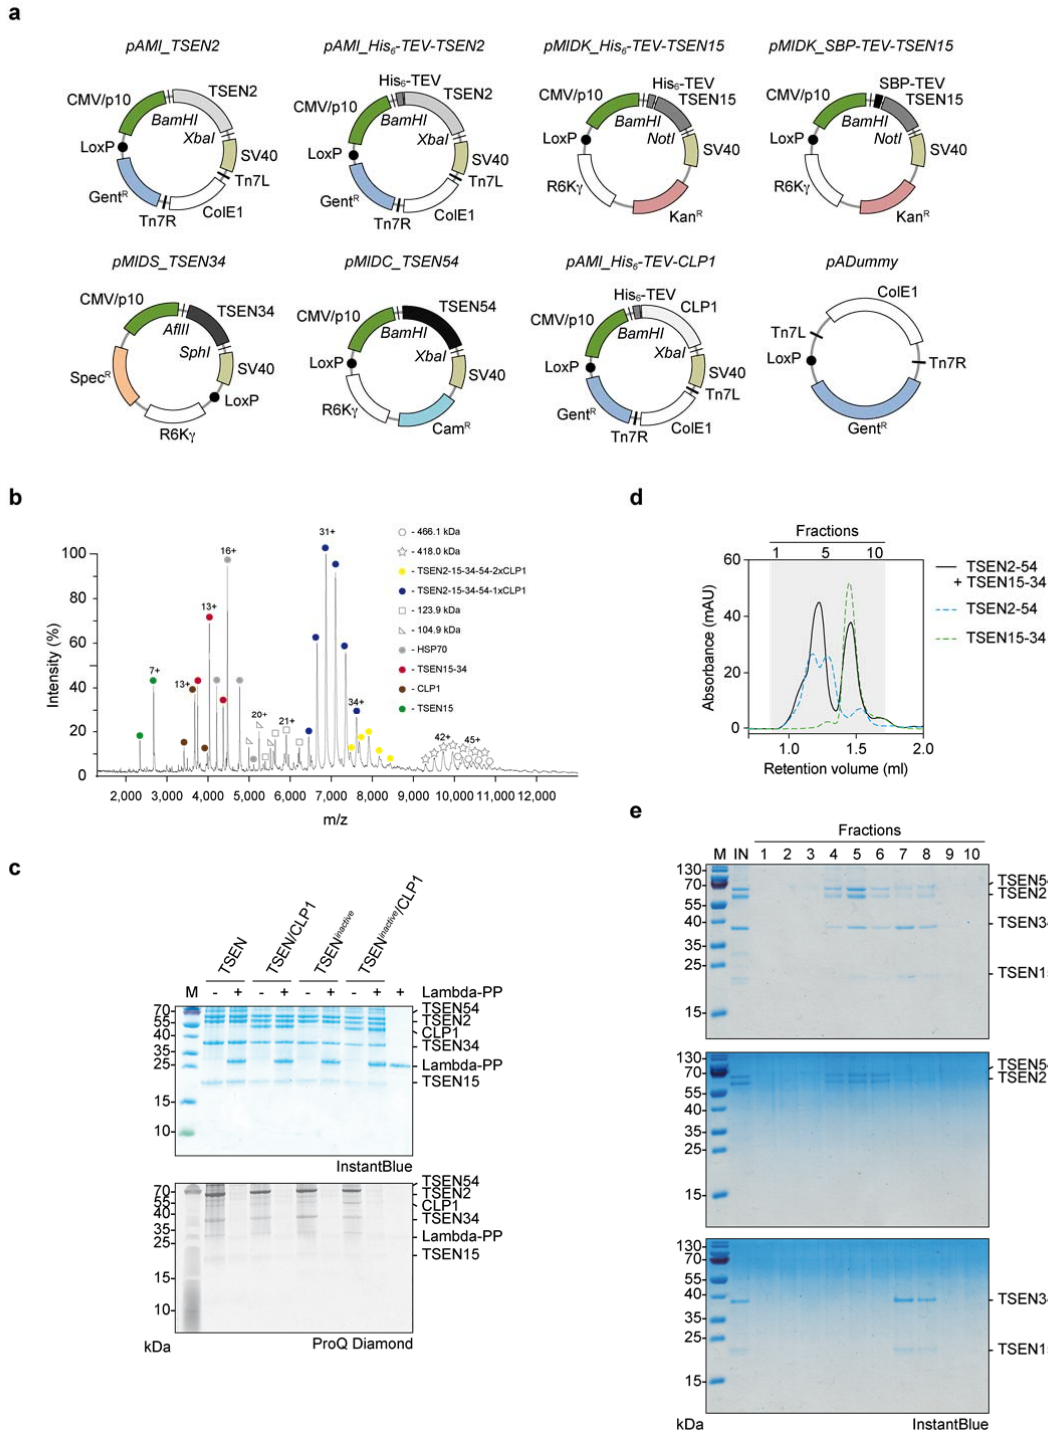 a
pAMI_TSEN2
pAMI_His₆-TEV-TSEN2
pMIDK_His₆-TEV-TSEN15
pMIDK_SBP-TEV-TSEN15
CMV/p10
TSEN2
BamHI
XbaI
LoxP
SV40
Tn7L
Gentᴿ
Tn7R
ColE1
His₆-TEV
CMV/p10
TSEN2
BamHI
XbaI
LoxP
SV40
Tn7L
Gentᴿ
Tn7R
ColE1
His₆-TEV
CMV/p10
TSEN15
BamHI
NotI
LoxP
SV40
R6Kγ
Kanᴿ
SBP-TEV
CMV/p10
TSEN15
BamHI
NotI
LoxP
SV40
R6Kγ
Kanᴿ
pMIDS_TSEN34
pMIDC_TSEN54
pAMI_His₆-TEV-CLP1
pADummy
CMV/p10
TSEN34
AflII
SphI
Specᴿ
SV40
LoxP
R6Kγ
CMV/p10
TSEN54
BamHI
XbaI
LoxP
SV40
R6Kγ
Camᴿ
His₆-TEV
CMV/p10
CLP1
BamHI
XbaI
LoxP
SV40
Tn7L
Gentᴿ
Tn7R
ColE1
ColE1
Tn7L
LoxP
Tn7R
Gentᴿ
b
Intensity (%)
100
80
60
40
20
0
2,000 3,000 4,000 5,000 6,000 7,000 8,000 9,000 10,000 11,000 12,000
m/z
7+
13+
13+
16+
20+
21+
31+
34+
42+
45+
- 466.1 kDa
- 418.0 kDa
- TSEN2-15-34-54-2xCLP1
- TSEN2-15-34-54-1xCLP1
- 123.9 kDa
- 104.9 kDa
- HSP70
- TSEN15-34
- CLP1
- TSEN15
d
Fractions
1 5 10
Absorbance (mAU)
60
40
20
0
1.0 1.5 2.0
Retention volume (ml)
TSEN2-54
+ TSEN15-34
TSEN2-54
TSEN15-34
c
TSEN
TSEN/CLP1
TSENⁱⁿᵃᶜᵗⁱᵛᵉ
TSENⁱⁿᵃᶜᵗⁱᵛᵉ/CLP1
M - + - + - + - + + Lambda-PP
70
55
40
35
25
15
10
TSEN54
TSEN2
CLP1
TSEN34
Lambda-PP
TSEN15
InstantBlue
70
55
40
35
25
15
10
TSEN54
TSEN2
CLP1
TSEN34
Lambda-PP
TSEN15
kDa
ProQ Diamond
e
Fractions
M IN 1 2 3 4 5 6 7 8 9 10
130
70
55
40
35
25
15
TSEN5
TSEN2
TSEN3
TSEN1
130
70
55
40
35
25
15
TSEN5
TSEN2
130
70
55
40
35
25
15
TSEN3
TSEN1
kDa
InstantBlue